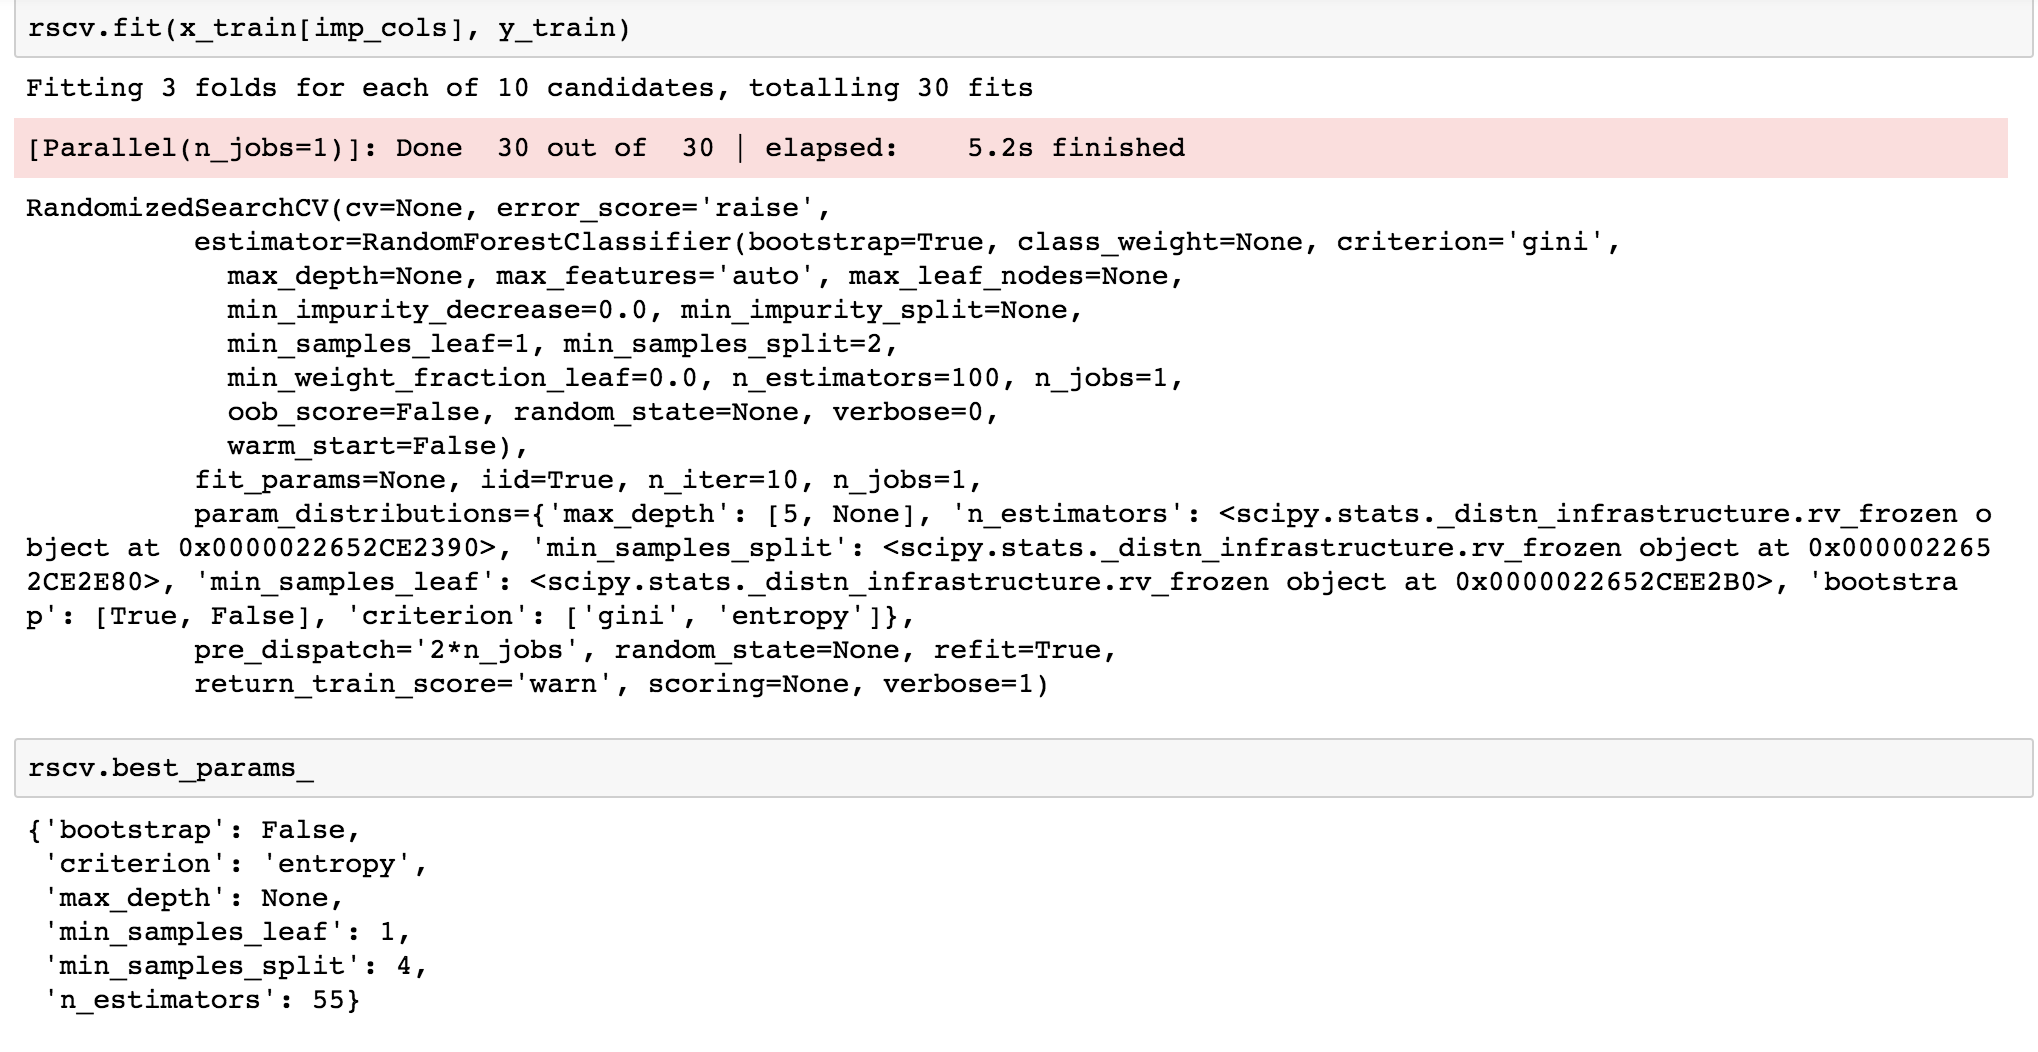 rscv.fit(x_train[imp_cols], y_train)
Fitting 3 folds for each of 10 candidates, totalling 30 fits
[Parallel(n_jobs=1)]: Done  30 out of  30 | elapsed:    5.2s finished
RandomizedSearchCV(cv=None, error_score='raise',
          estimator=RandomForestClassifier(bootstrap=True, class_weight=None, criterion='gini',
            max_depth=None, max_features='auto', max_leaf_nodes=None,
            min_impurity_decrease=0.0, min_impurity_split=None,
            min_samples_leaf=1, min_samples_split=2,
            min_weight_fraction_leaf=0.0, n_estimators=100, n_jobs=1,
            oob_score=False, random_state=None, verbose=0,
            warm_start=False),
          fit_params=None, iid=True, n_iter=10, n_jobs=1,
          param_distributions={'max_depth': [5, None], 'n_estimators': <scipy.stats._distn_infrastructure.rv_frozen o
bject at 0x0000022652CE2390>, 'min_samples_split': <scipy.stats._distn_infrastructure.rv_frozen object at 0x000002265
2CE2E80>, 'min_samples_leaf': <scipy.stats._distn_infrastructure.rv_frozen object at 0x0000022652CEE2B0>, 'bootstra
p': [True, False], 'criterion': ['gini', 'entropy']},
          pre_dispatch='2*n_jobs', random_state=None, refit=True,
          return_train_score='warn', scoring=None, verbose=1)
rscv.best_params_
{'bootstrap': False,
 'criterion': 'entropy',
 'max_depth': None,
 'min_samples_leaf': 1,
 'min_samples_split': 4,
 'n_estimators': 55}